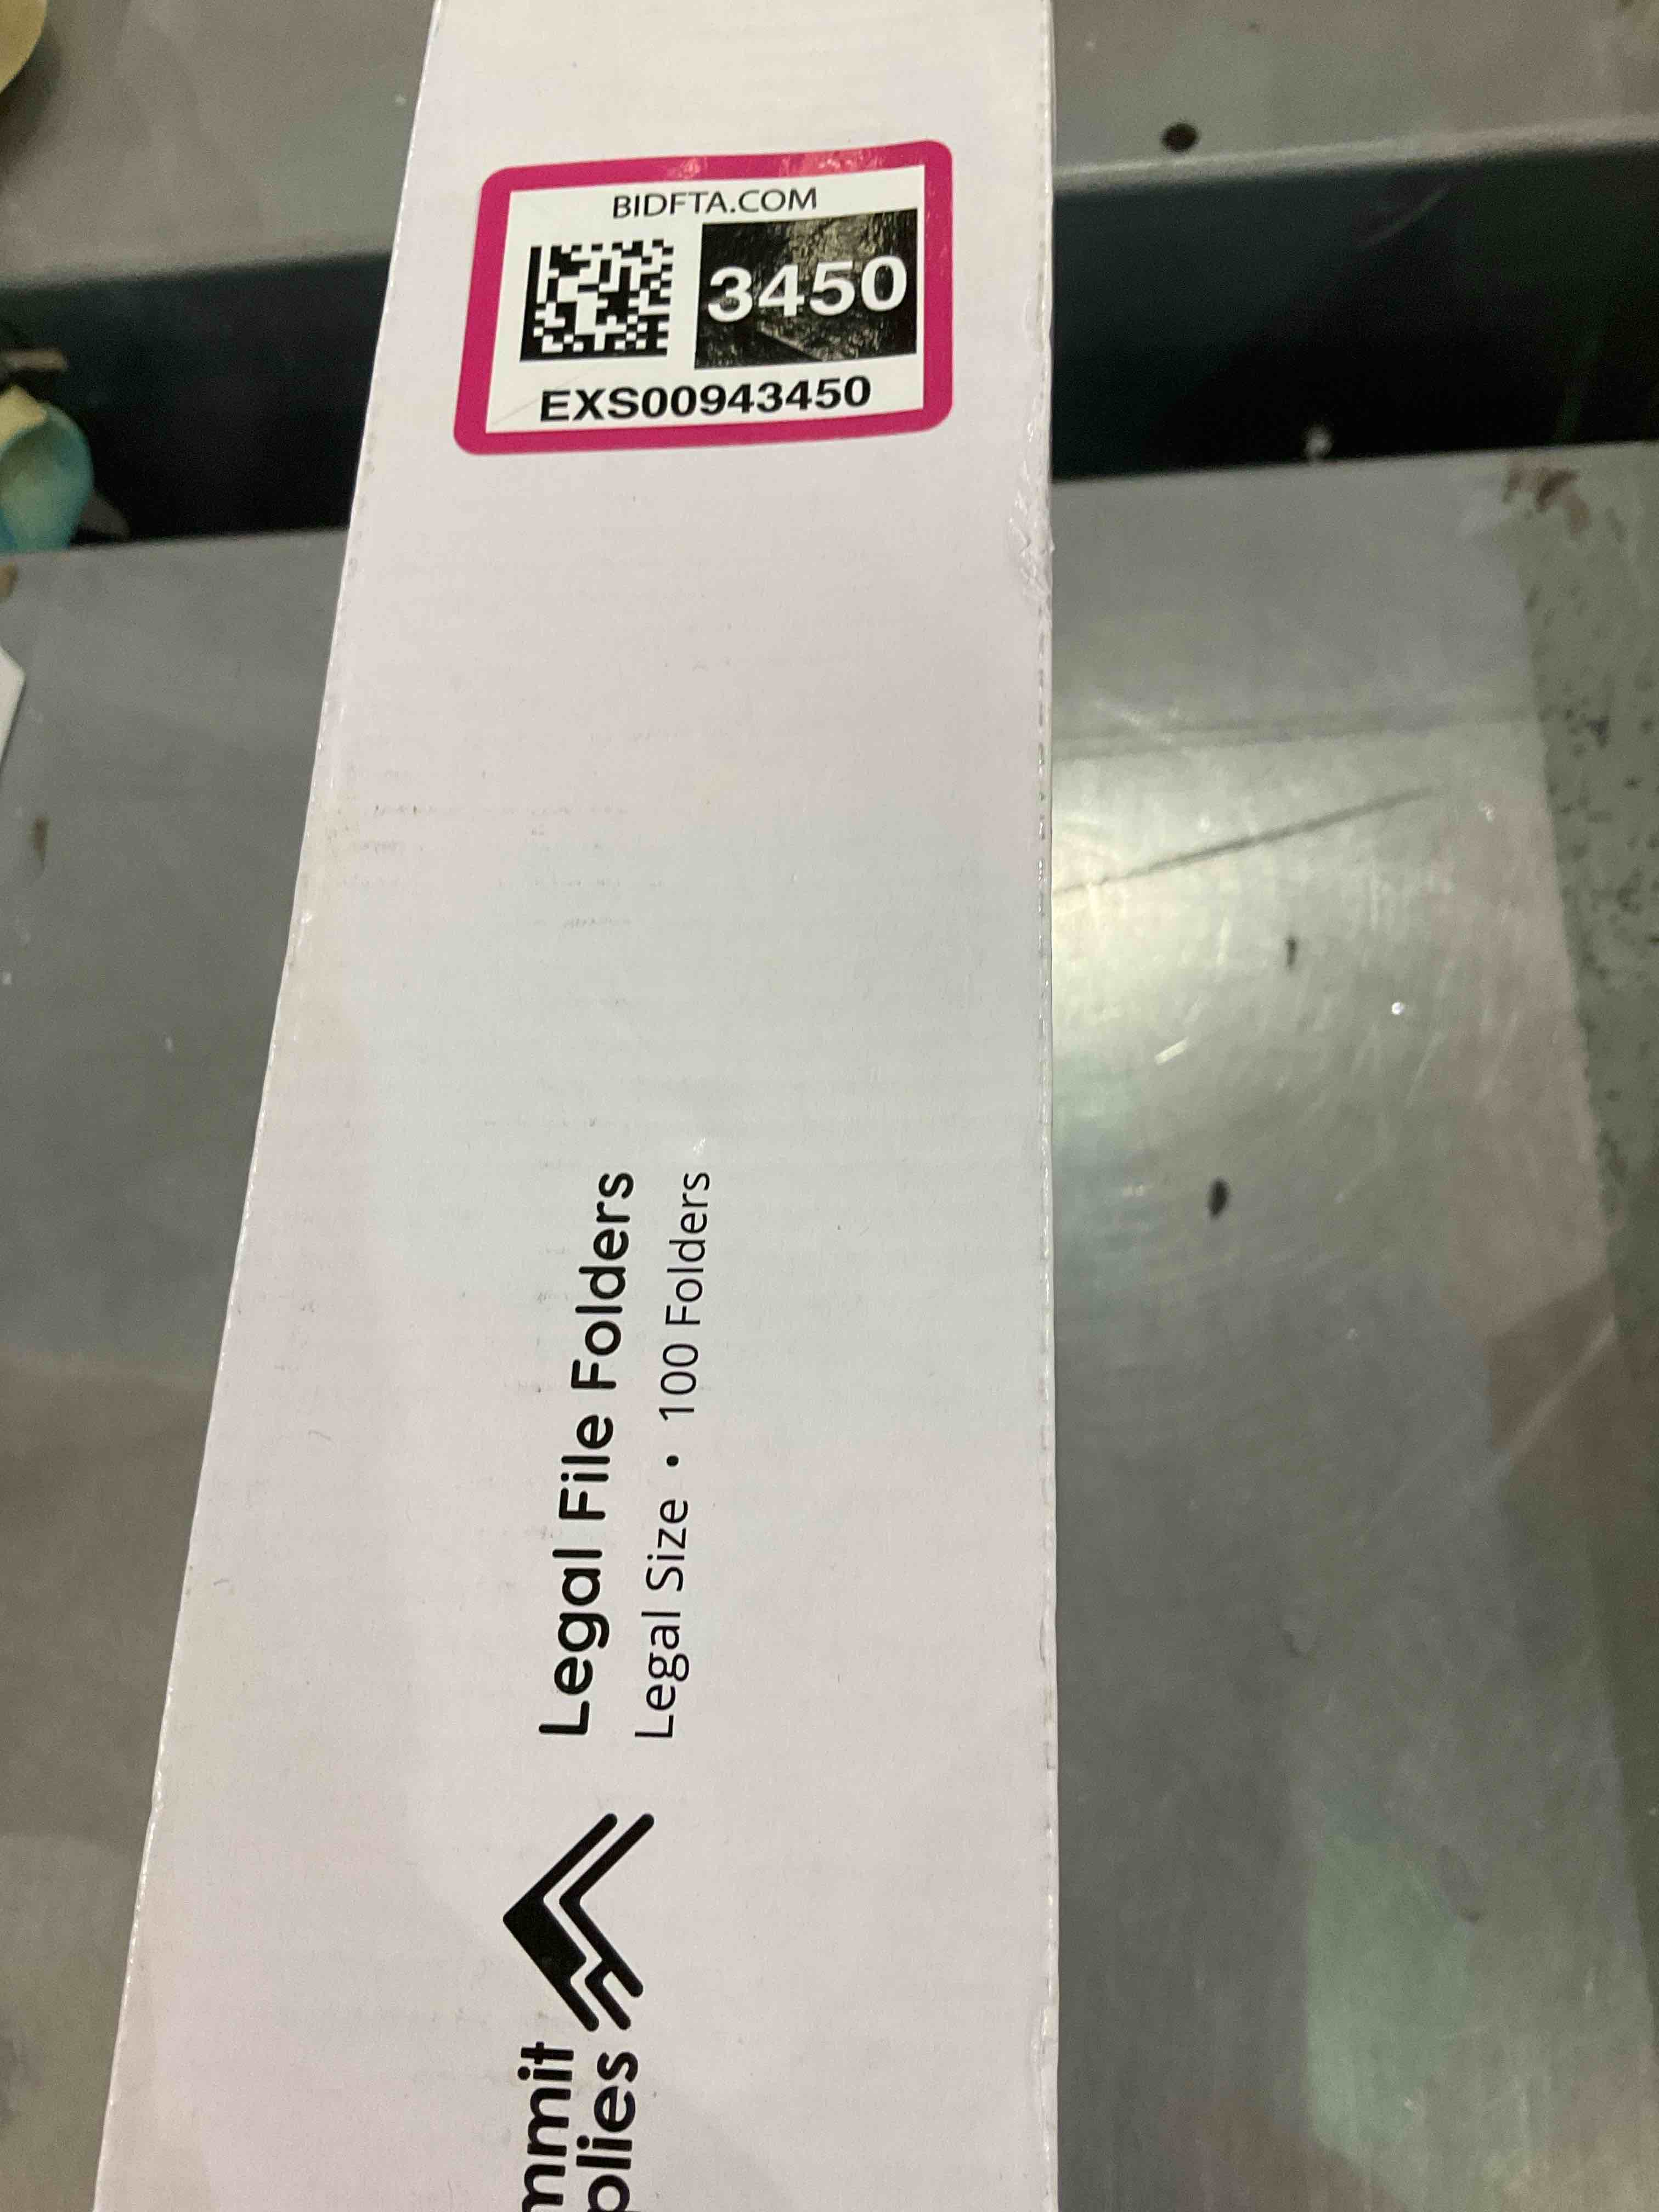 BIDFTA.COM
3450
EXS00943450
Legal File Folders
Legal Size • 100 Folders
mmit
plies